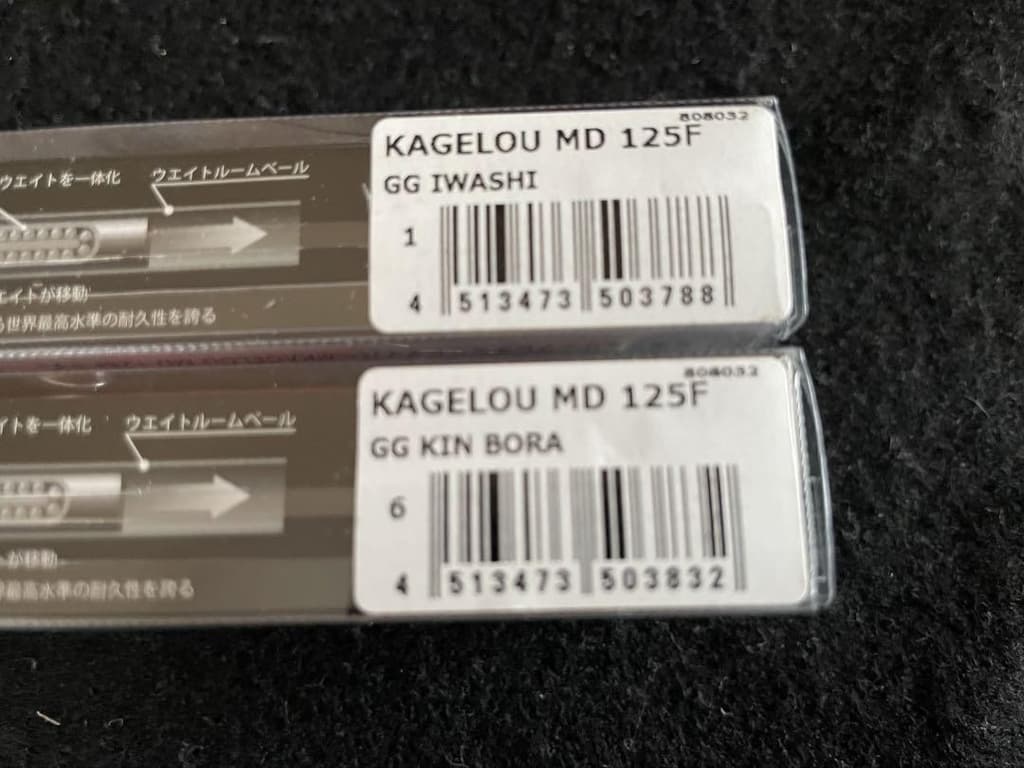 808032
KAGELOU MD 125F
GG IWASHI
1
4 513473 503788
ウエイトを一体化
ウエイトルームベール
エイトが移動
世界最高水準の耐久性を誇る
808032
KAGELOU MD 125F
GG KIN BORA
6
4 513473 503832
イトを一体化
ウエイトルームベール
が移動
最高水準の耐久性を誇る